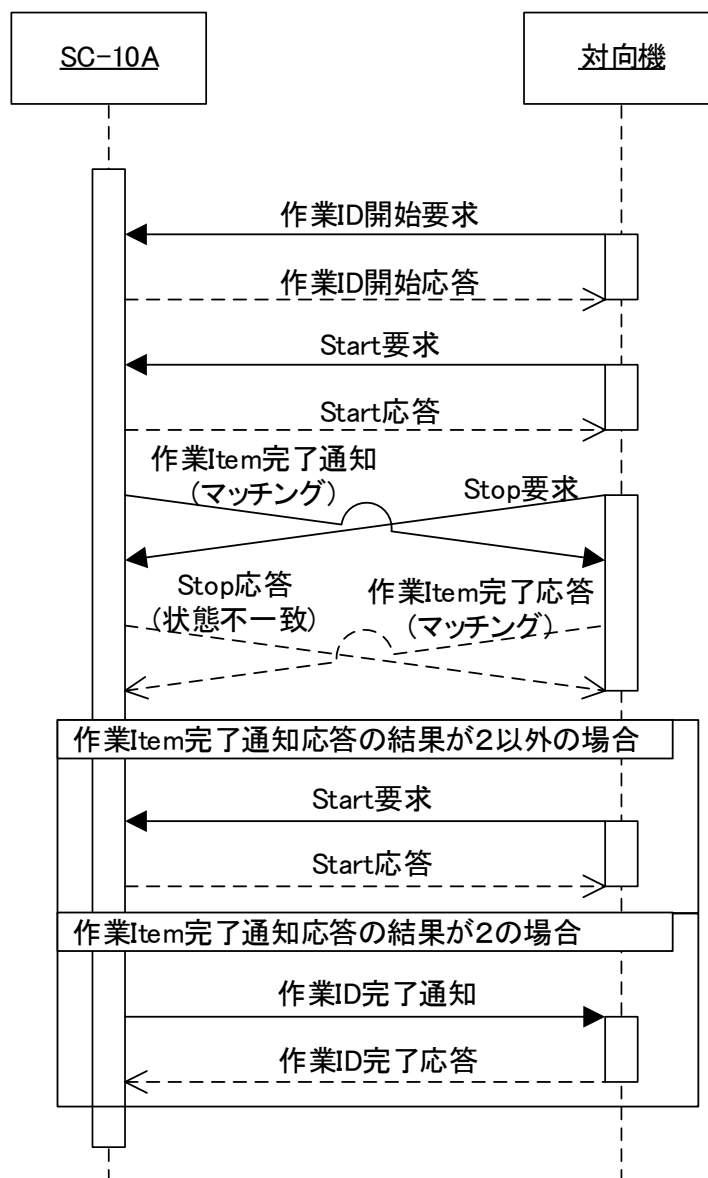 SC-10A
対向機
作業ID開始要求
作業ID開始応答
Start要求
Start応答
作業Item完了通知
(マッチング)
Stop要求
Stop応答
(状態不一致)
作業Item完了応答
(マッチング)
作業Item完了通知応答の結果が2以外の場合
Start要求
Start応答
作業Item完了通知応答の結果が2の場合
作業ID完了通知
作業ID完了応答